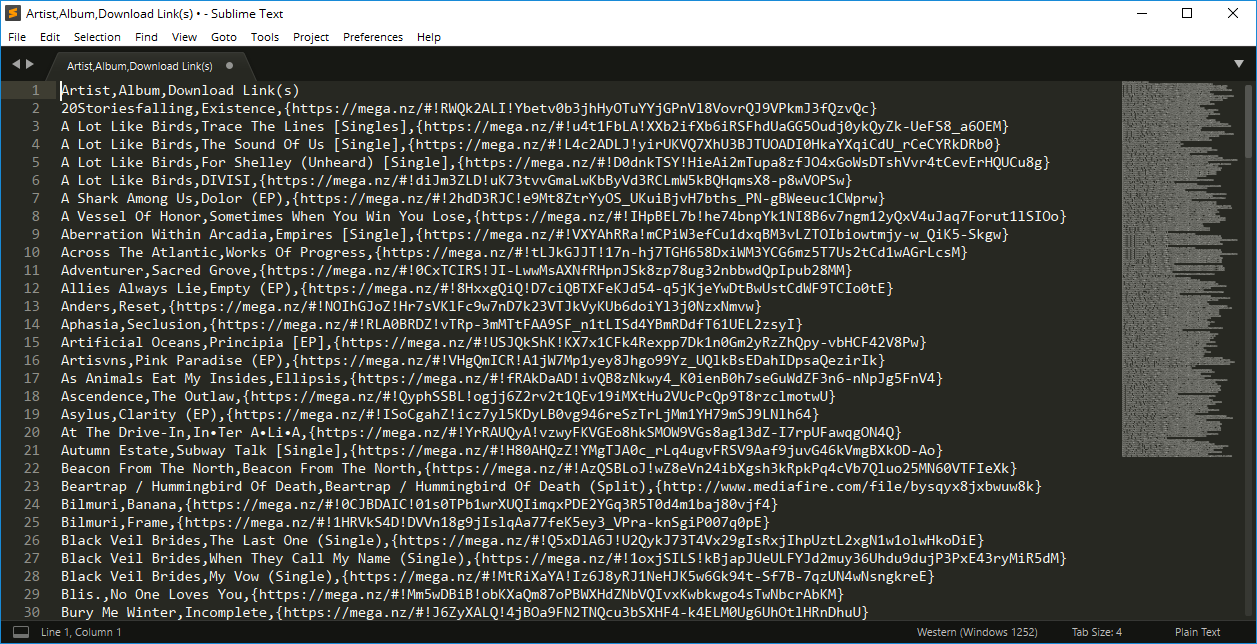 Artist,Album,Download Link(s) • - Sublime Text
File Edit Selection Find View Goto Tools Project Preferences Help
Artist,Album,Download Link(s)
1 Artist,Album,Download Link(s)
2 20Storiesfalling,Existence,{https://mega.nz/#!RWQk2ALI!Ybetv0b3jhHyOTuYYjGPnVl8VovrQJ9VPkmJ3fQzvQc}
3 A Lot Like Birds,Trace The Lines [Singles],{https://mega.nz/#!u4t1FbLA!XXb2ifXb6iRSFhdUaGG5Oudj0ykQyZk-UeFS8_a6OEM}
4 A Lot Like Birds,The Sound Of Us [Single],{https://mega.nz/#!L4c2ADLJ!yirUKVQ7XhU3BJTUOADI0HkaYXqiCdU_rCeCYRkDRb0}
5 A Lot Like Birds,For Shelley (Unheard) [Single],{https://mega.nz/#!D0dnkTSY!HieAi2mTupa8zfJO4xGoWsDTshVvr4tCevErHQUCu8g}
6 A Lot Like Birds,DIVISI,{https://mega.nz/#!diJm3ZLD!uK73tvvGmaLwKbByVd3RCLmW5kBQHqmsX8-p8wVOPSw}
7 A Shark Among Us,Dolor (EP),{https://mega.nz/#!2hdD3RJC!e9Mt8ZtrYyOS_UKuiBjvH7bths_PN-gBWeeuc1CWprw}
8 A Vessel Of Honor,Sometimes When You Win You Lose,{https://mega.nz/#!IHpBEL7b!he74bnpYk1NI8B6v7ngm12yQxV4uJaq7Forut1lSIOo}
9 Aberration Within Arcadia,Empires [Single],{https://mega.nz/#!VXYAhRRa!mCPiW3efCu1dxqBM3vLZTOIbiowtmjy-w_QiK5-Skgw}
10 Across The Atlantic,Works Of Progress,{https://mega.nz/#!tLJkGJJT!17n-hj7TGH658DxiWM3YCG6mz5T7Us2tCd1wAGrLcsM}
11 Adventurer,Sacred Grove,{https://mega.nz/#!0CxTCIRS!JI-LwwMsAXNfRHpnJSk8zp78ug32nbbwdQpIpub28MM}
12 Allies Always Lie,Empty (EP),{https://mega.nz/#!8HxxgQiQ!D7ciQBTXFeKJd54-q5jKjeYwDtBwUstCdWF9TCIo0tE}
13 Anders,Reset,{https://mega.nz/#!NOIhGJoZ!Hr7sVKlFc9w7nD7k23VTJkVyKUb6doiYl3j0NzxNmvw}
14 Aphasia,Seclusion,{https://mega.nz/#!RLA0BRDZ!vTRp-3mMTtFAA9SF_n1tLISd4YBmRDdfT61UEL2zsyI}
15 Artificial Oceans,Principia [EP],{https://mega.nz/#!USJQkShK!KX7x1CFk4Rexpp7Dk1n0Gm2yRzZhQpy-vbHCF42V8Pw}
16 Artisvns,Pink Paradise (EP),{https://mega.nz/#!VHgQmICR!A1jW7Mp1yey8Jhgo99Yz_UQlkBsEDahIDpsaQezirIk}
17 As Animals Eat My Insides,Ellipsis,{https://mega.nz/#!fRAkDaAD!ivQB8zNkwy4_K0ienB0h7seGuWdZF3n6-nNpJg5FnV4}
18 Ascendence,The Outlaw,{https://mega.nz/#!QyphSSBL!ogjj6Z2rv2t1QEv19iMXtHu2VUcPcQp9T8rzclmotwU}
19 Asylus,Clarity (EP),{https://mega.nz/#!ISoCgahZ!icz7yl5KDyLB0vg946reSzTrLjMm1YH79mSJ9LNlh64}
20 At The Drive-In,In•Ter A•Li•A,{https://mega.nz/#!YrRAUQyA!vzwyFKVGEo8hkSMOW9VGs8ag13dZ-I7rpUFawqgON4Q}
21 Autumn Estate,Subway Talk [Single],{https://mega.nz/#!H80AHQzZ!YMgTJA0c_rLq4ugvFRSV9Aaf9juvG46kVmgBXkOD-Ao}
22 Beacon From The North,Beacon From The North,{https://mega.nz/#!AzQSBLoJ!wZ8eVn24ibXgsh3kRpkPq4cVb7Qluo25MN60VTFIeXk}
23 Beartrap / Hummingbird Of Death,Beartrap / Hummingbird Of Death (Split),{http://www.mediafire.com/file/bysqyx8jxbwuw8k}
24 Bilmuri,Banana,{https://mega.nz/#!0CJBDAIC!01s0TPb1wrXUQIimqxPDE2YGq3R5T0d4m1baj80vjf4}
25 Bilmuri,Frame,{https://mega.nz/#!1HRVkS4D!DVVn18g9jIslqAa77feK5ey3_VPra-knSgiP007q0pE}
26 Black Veil Brides,The Last One (Single),{https://mega.nz/#!Q5xDlA6J!U2QykJ73T4Vx29gIsRxjIhpUztL2xgN1w1olwHkoDiE}
27 Black Veil Brides,When They Call My Name (Single),{https://mega.nz/#!1oxjSILS!kBjapJUeULFYJd2muy36Uhdu9dujP3PxE43ryMiR5dM}
28 Black Veil Brides,My Vow (Single),{https://mega.nz/#!MtRiXaYA!Iz6J8yRJ1NeHJK5w6Gk94t-Sf7B-7qzUN4wNsngkreE}
29 Blis.,No One Loves You,{https://mega.nz/#!Mm5wDBiB!obKXaQm87oPBWXHdZNbVQIvxKwbkwgo4sTwNbcrAbKM}
30 Bury Me Winter,Incomplete,{https://mega.nz/#!J6ZyXALQ!4jBOa9FN2TNQcu3bSXHF4-k4ELM0Ug6UhOtlHRnDhuU}
Line 1, Column 1 Western (Windows 1252) Tab Size: 4 Plain Text